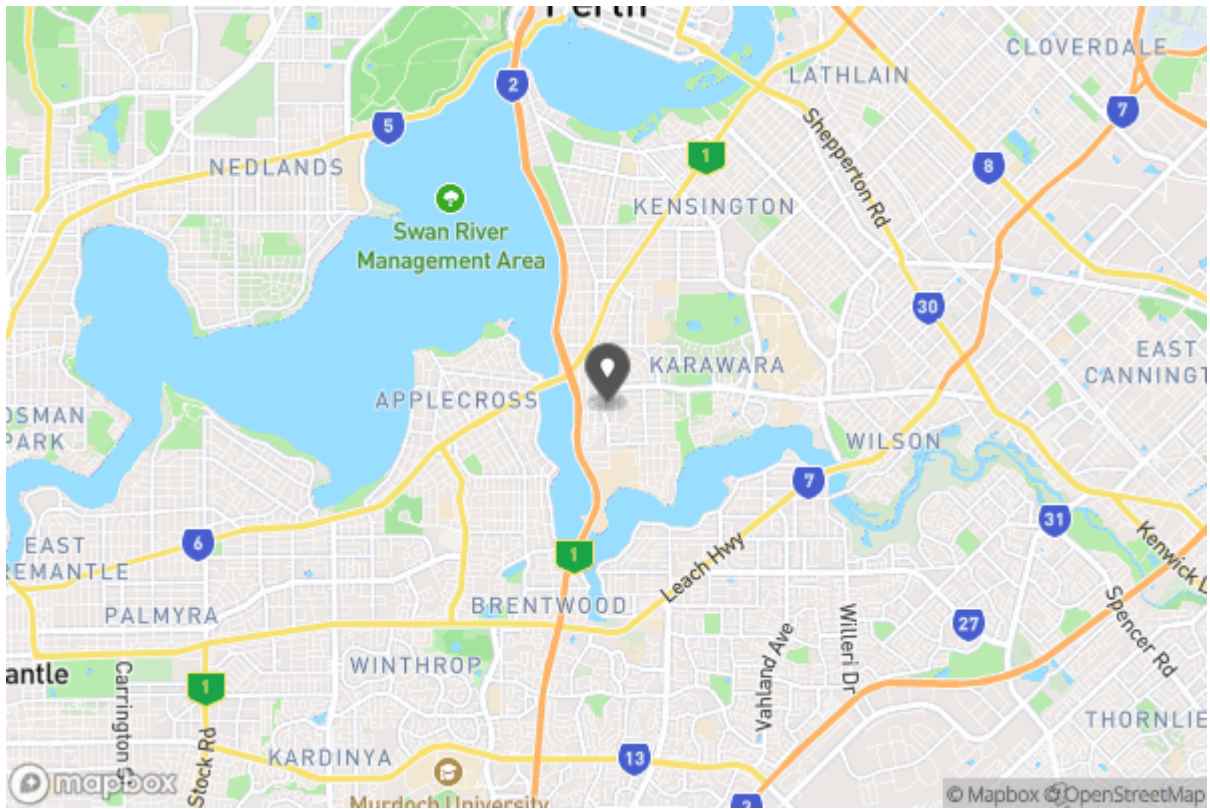 Perth
CLOVERDALE
LATHLAIN
2
7
5
Shepperton Rd
1
8
NEDLANDS
KENSINGTON
Swan River
Management Area
30
KARAWARA
EAST
CANNINGT
APPLECROSS
OSMAN
PARK
WILSON
7
31
6
1
EAST
REMANTLE
Kenwick L
Leach Hwy
BRENTWOOD
PALMYRA
27
Spencer Rd
Willeri Dr
Vahland Ave
WINTHROP
antle
1
Carrington St
Stock Rd
THORNLIE
KARDINYA
13
mapbox
Murdoch University
2
© Mapbox © OpenStreetMap